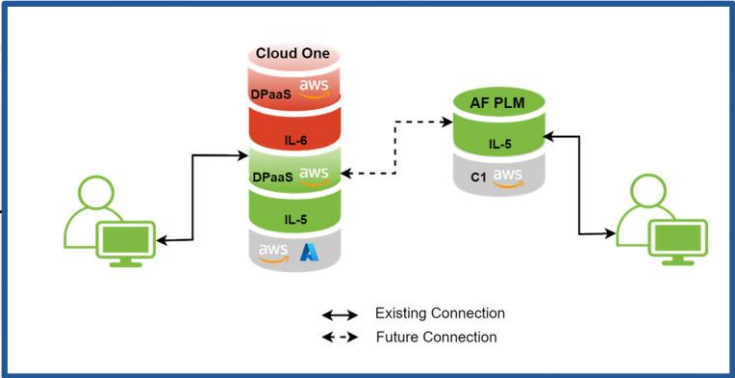 Cloud One
DPaaS aws
IL-6
DPaaS aws
IL-5
aws
AF PLM
IL-5
C1 aws
Existing Connection
Future Connection